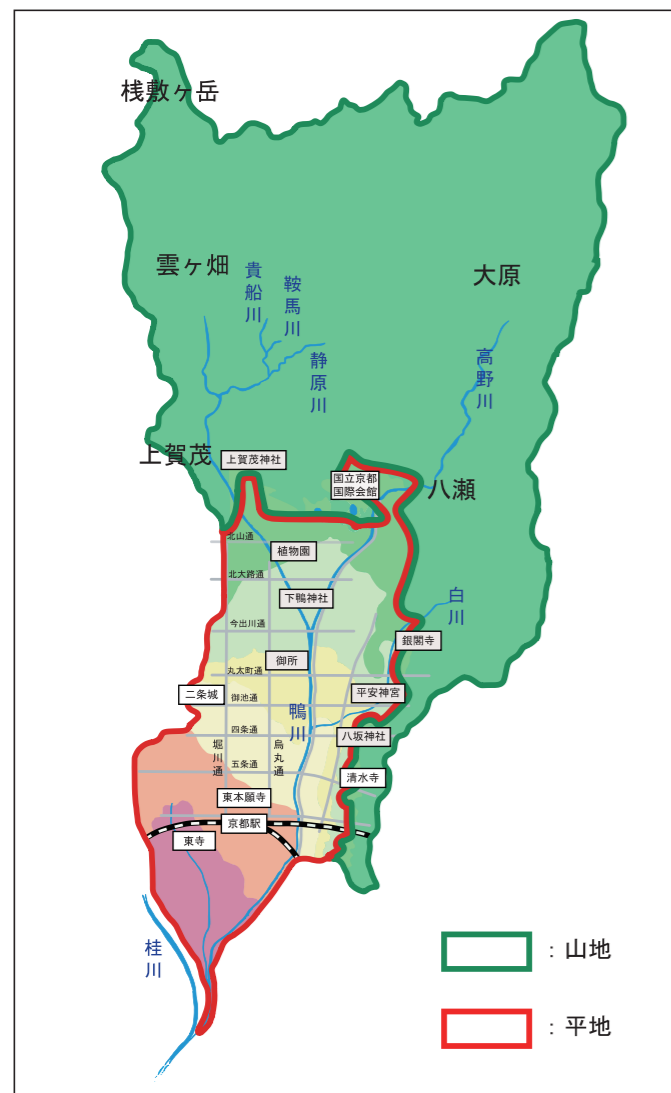 桟敷ヶ岳
雲ヶ畑
大原
貴船川
鞍馬川
静原川
高野川
上賀茂
上賀茂神社
国立京都
国際会館
八瀬
北山通
植物園
北大路通
下鴨神社
白川
今出川通
銀閣寺
御所
丸太町通
二条城
御池通
平安神宮
鴨川
四条通
八坂神社
堀川通
烏丸通
五条通
清水寺
東本願寺
京都駅
東寺
桂川
：山地
：平地